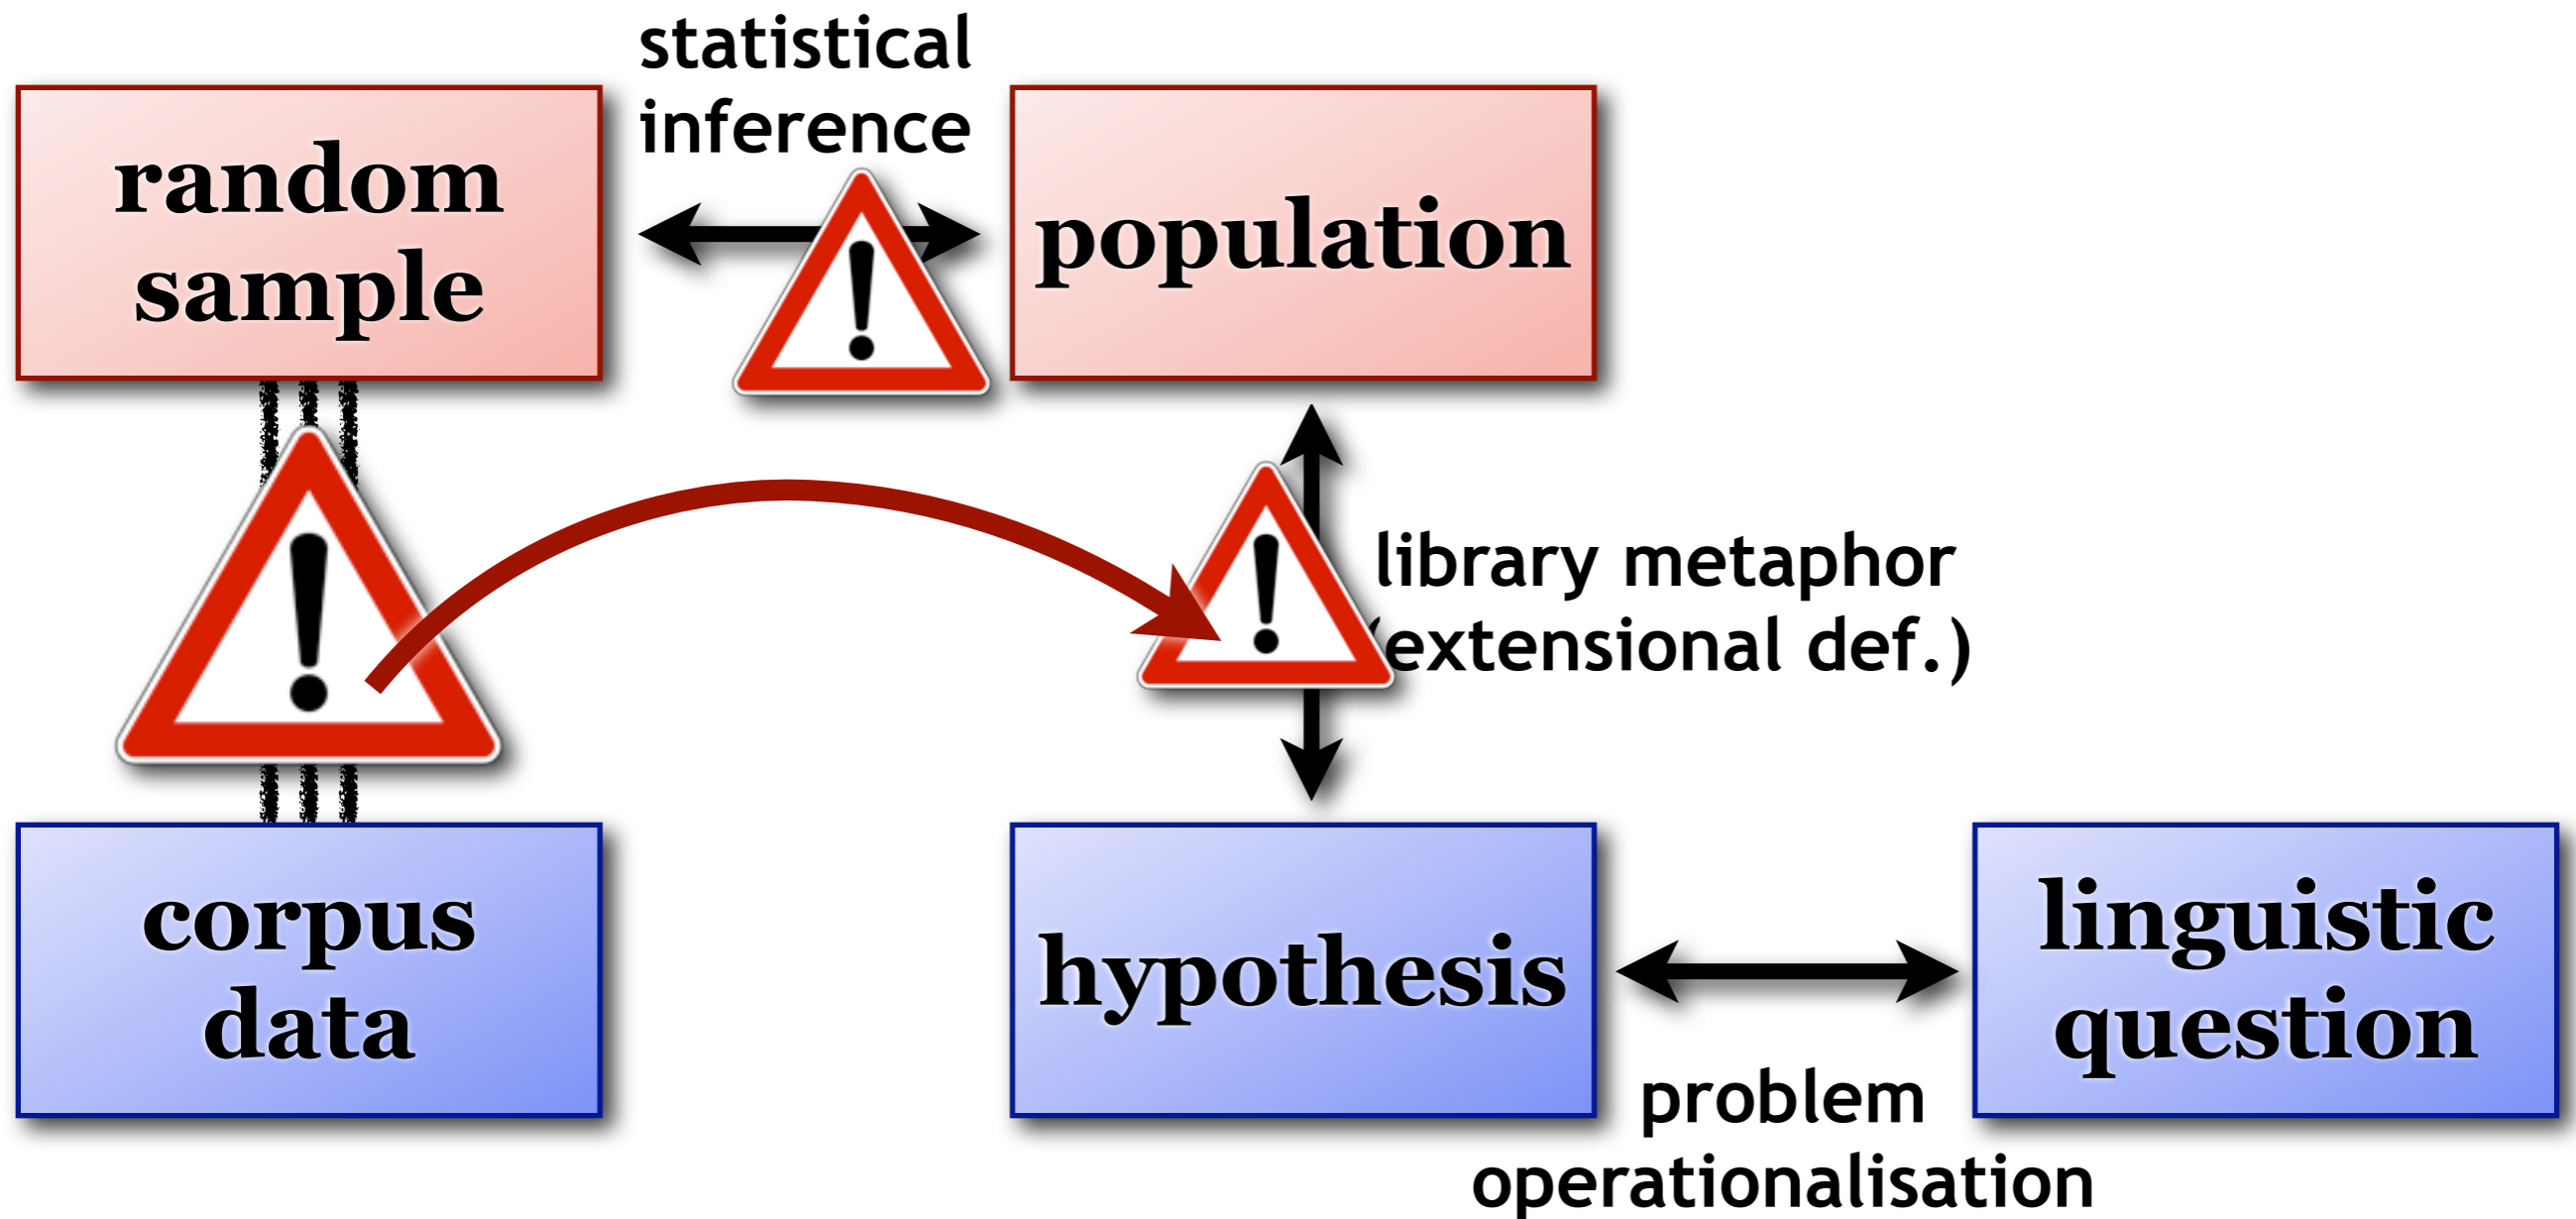 statistical
inference
random
sample
population
library metaphor
(extensional def.)
corpus
data
hypothesis
linguistic
question
problem
operationalisation